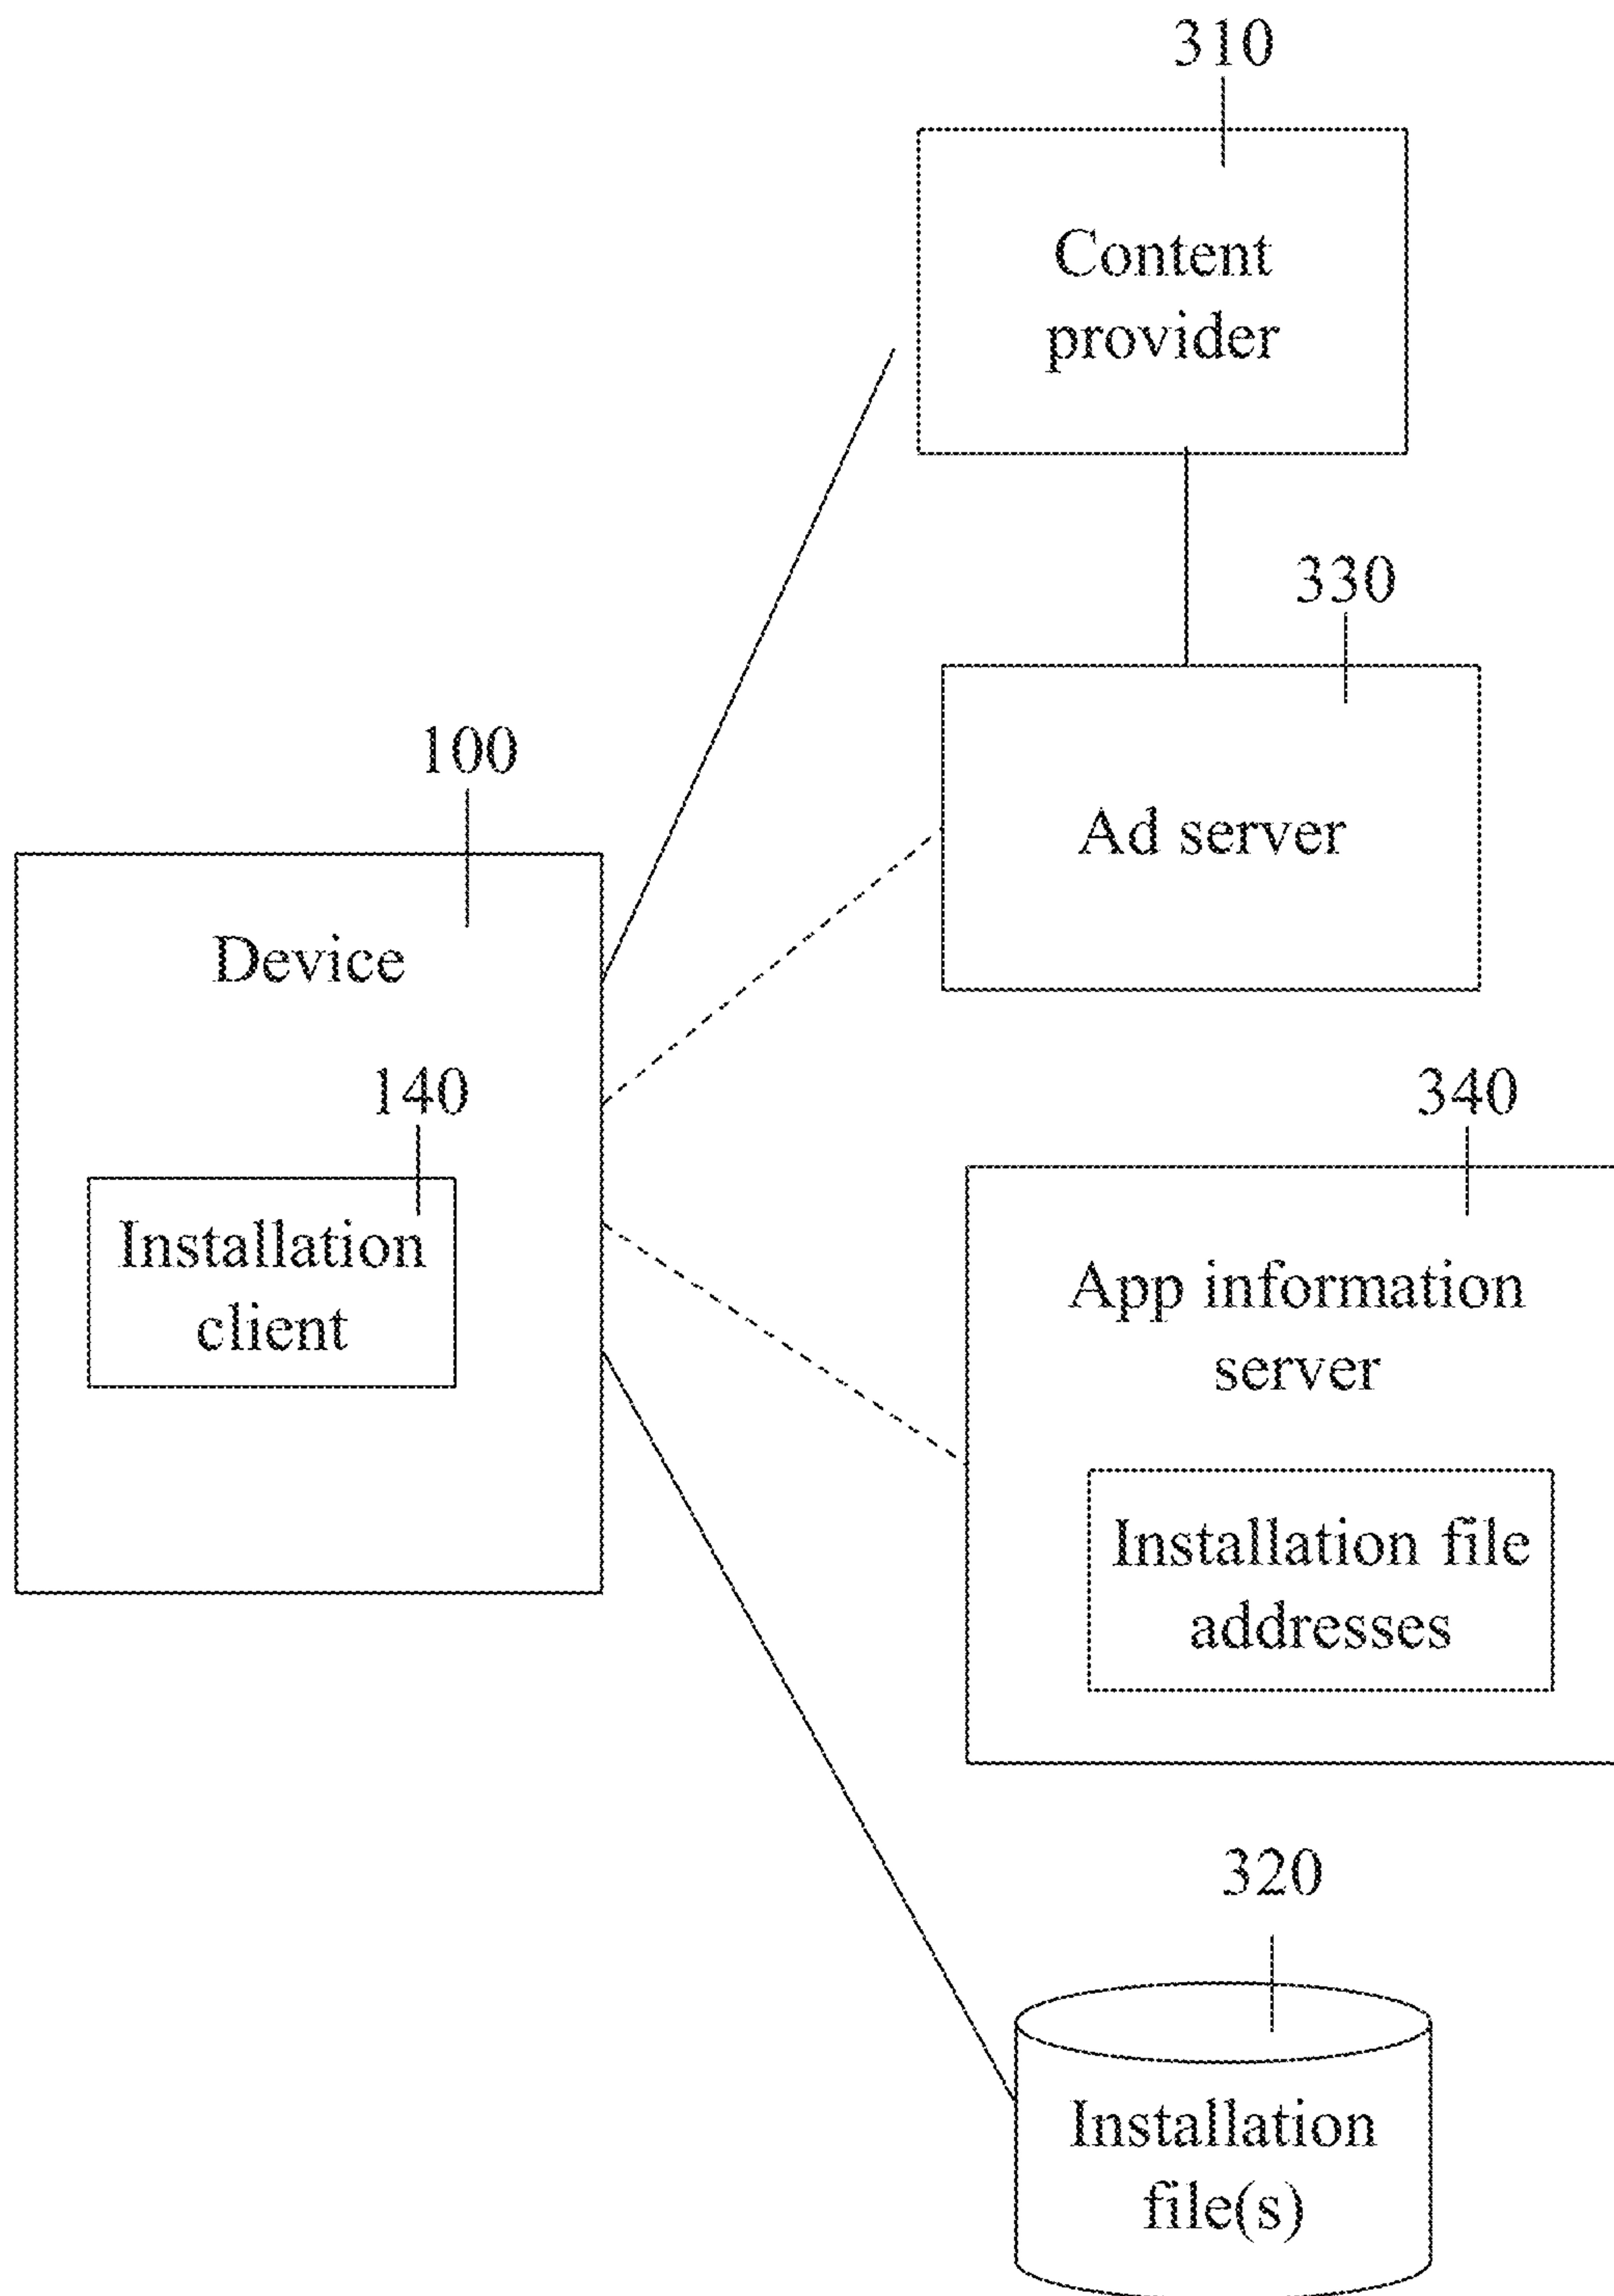 310
Content
provider
330
Ad server
100
Device
140
Installation
client
340
App information
server
Installation file
addresses
320
Installation
file(s)